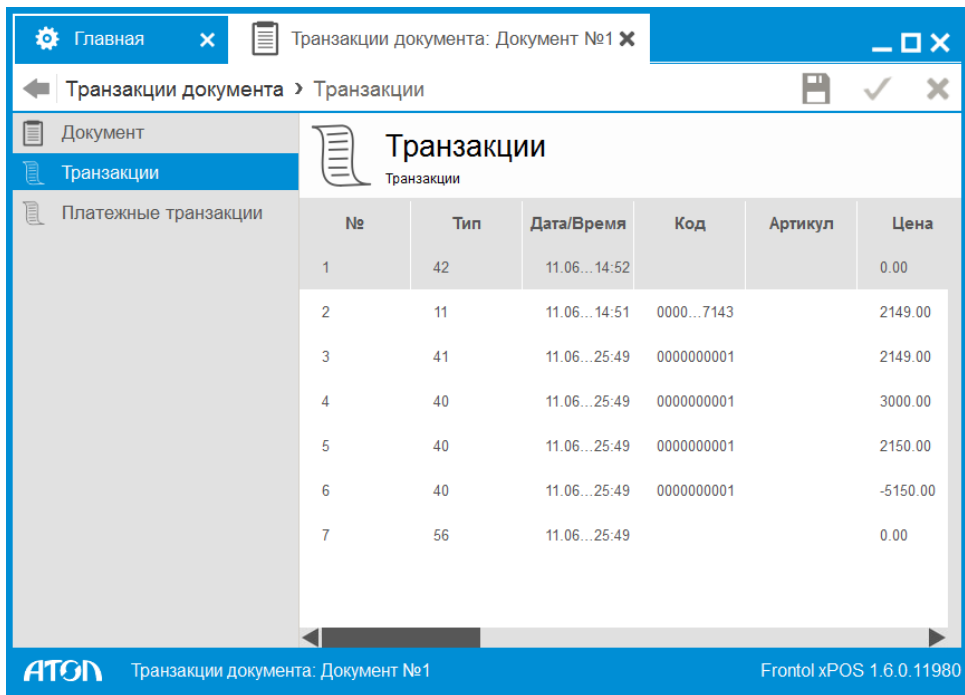 Главная
Транзакции документа: Документ №1
Транзакции документа › Транзакции
Документ
Транзакции
Платежные транзакции
Транзакции
Транзакции
№ Тип Дата/Время Код Артикул Цена
1 42 11.06...14:52 0.00
2 11 11.06...14:51 0000...7143 2149.00
3 41 11.06...25:49 0000000001 2149.00
4 40 11.06...25:49 0000000001 3000.00
5 40 11.06...25:49 0000000001 2150.00
6 40 11.06...25:49 0000000001 -5150.00
7 56 11.06...25:49 0.00
АТОЛ Транзакции документа: Документ №1 Frontol xPOS 1.6.0.11980